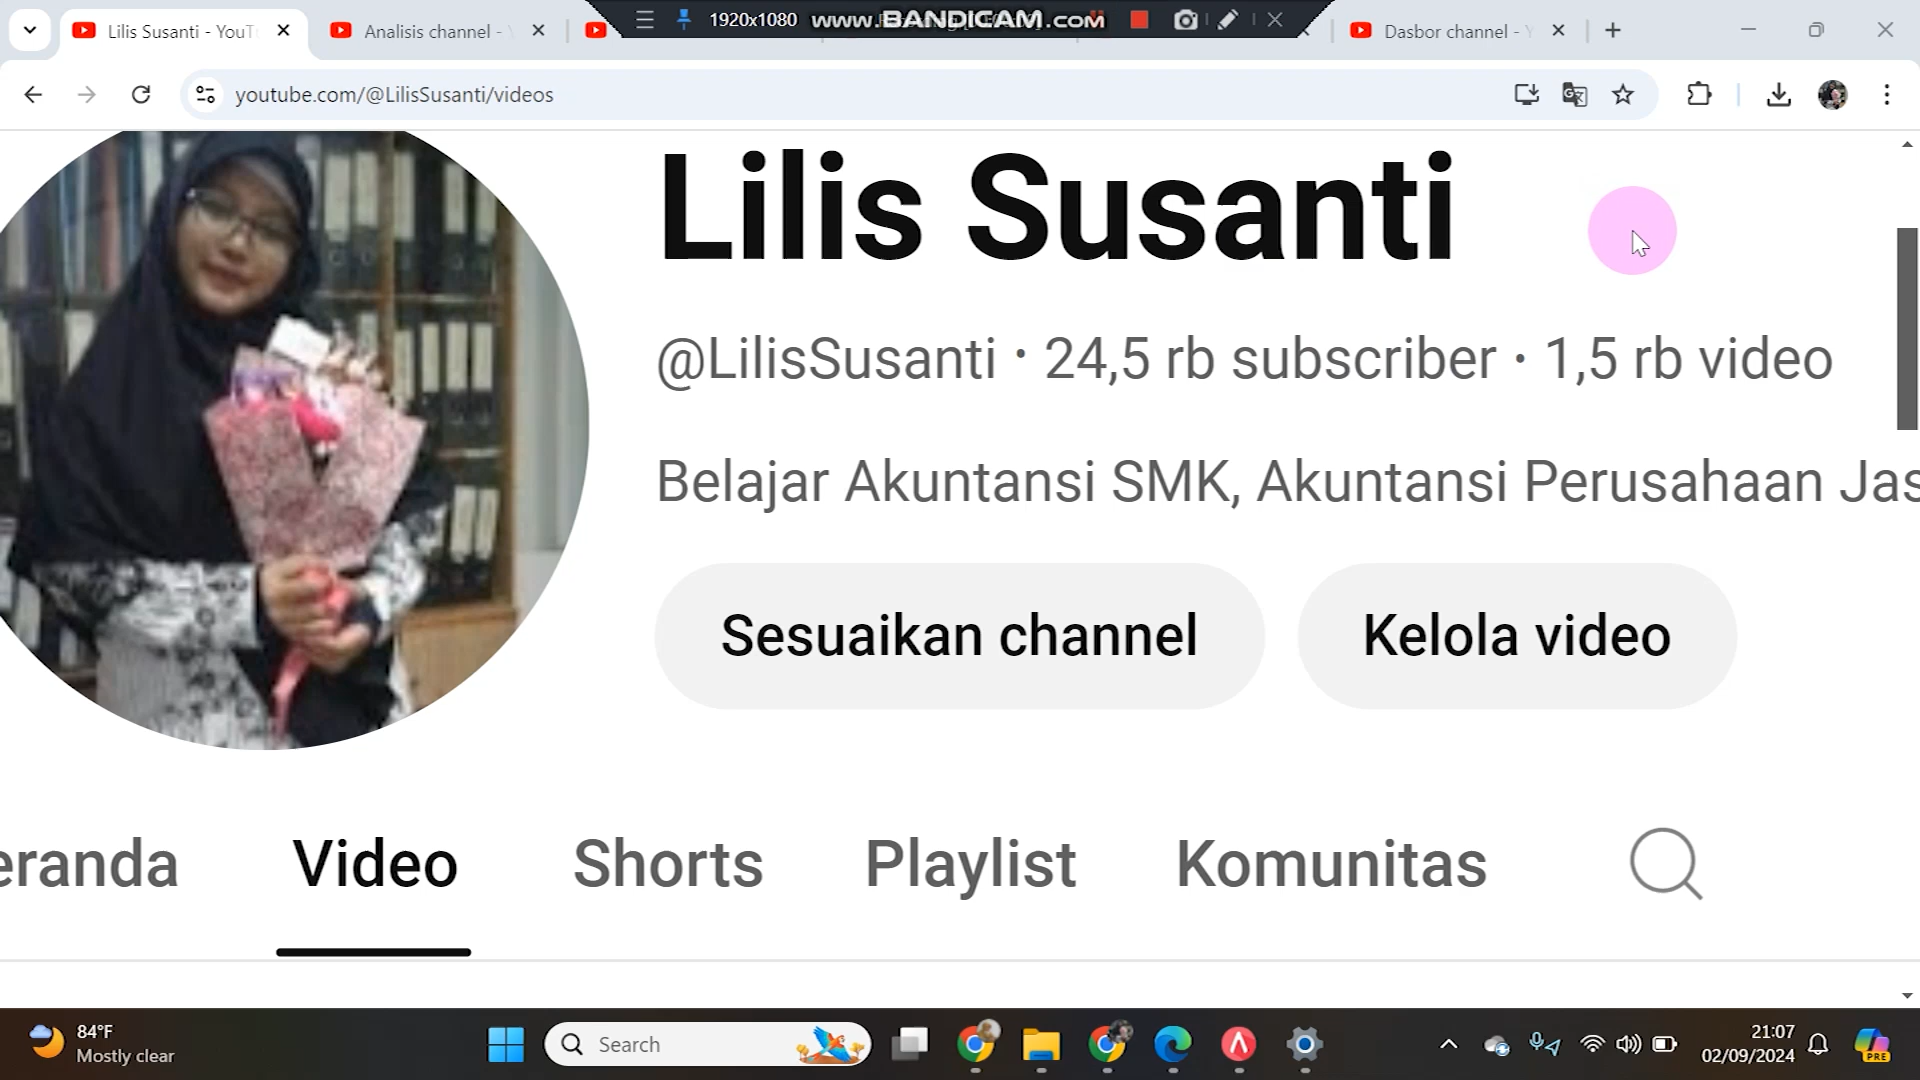 Lilis Susanti - YouT
Analisis channel -
1920x1080
www.BANDICAM.com
Dasbor channel - Y
youtube.com/@LilisSusanti/videos
Lilis Susanti
@LilisSusanti · 24,5 rb subscriber · 1,5 rb video
Belajar Akuntansi SMK, Akuntansi Perusahaan Jas
Sesuaikan channel
Kelola video
eranda
Video
Shorts
Playlist
Komunitas
84°F
Mostly clear
Search
21:07
02/09/2024
PRE